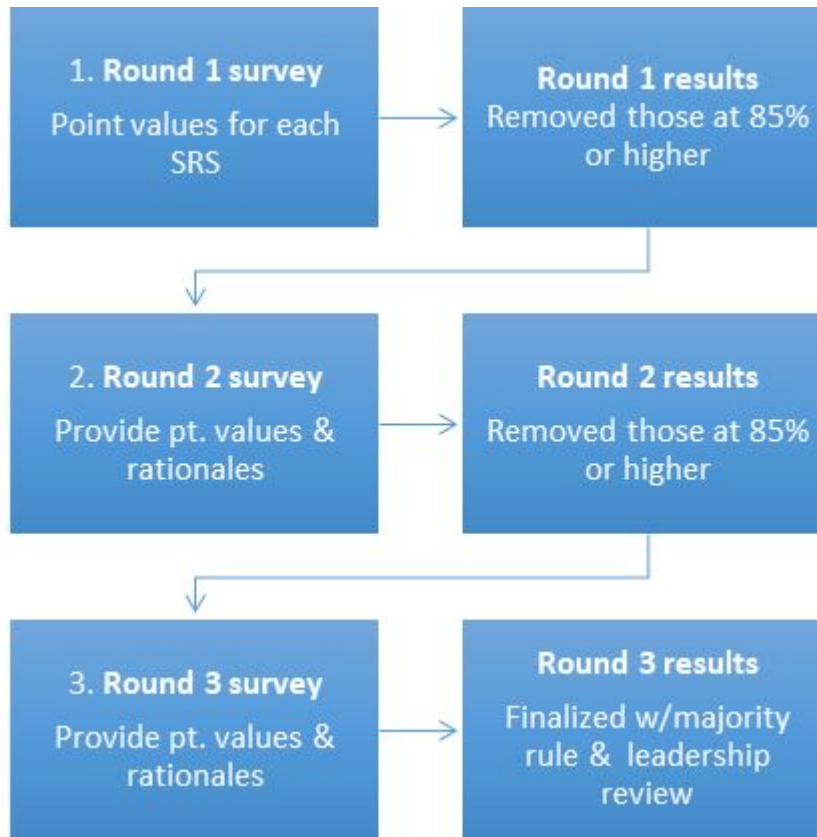 1. Round 1 survey
Point values for each
SRS
Round 1 results
Removed those at 85%
or higher
2. Round 2 survey
Provide pt. values &
rationales
Round 2 results
Removed those at 85%
or higher
3. Round 3 survey
Provide pt. values &
rationales
Round 3 results
Finalized w/majority
rule & leadership
review